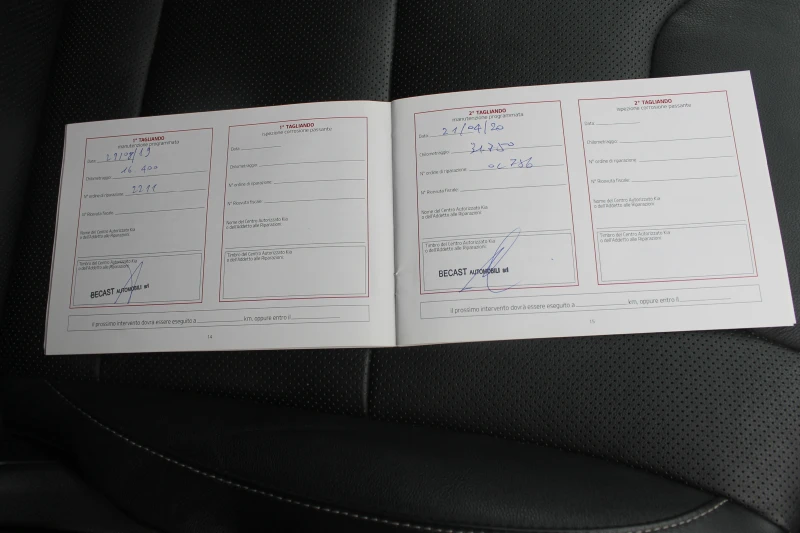 1° TAGLIANDO
manutenzione programmata
Data
Chilometraggio 16 400
N° ordine di riparazione 2211
N° Ricevuta Fiscale
Nome del Centro Autorizzato Kia
o dell'Addetto alle Riparazioni
Timbro del Centro Autorizzato Kia
o dell'Addetto alle Riparazioni
BECAST AUTOMOBILI srl
1° TAGLIANDO
ispezione corrosione passante
Data
Chilometraggio
N° ordine di riparazione
N° Ricevuta Fiscale
Nome del Centro Autorizzato Kia
o dell'Addetto alle Riparazioni
Timbro del Centro Autorizzato Kia
o dell'Addetto alle Riparazioni
Il prossimo intervento dovrà essere eseguito a km, oppure entro il
14
2° TAGLIANDO
manutenzione programmata
Data 21/04/20
Chilometraggio 31750
N° ordine di riparazione OC 786
N° Ricevuta Fiscale
Nome del Centro Autorizzato Kia
o dell'Addetto alle Riparazioni
Timbro del Centro Autorizzato Kia
o dell'Addetto alle Riparazioni
BECAST AUTOMOBILI srl
2° TAGLIANDO
ispezione corrosione passante
Data
Chilometraggio
N° ordine di riparazione
N° Ricevuta Fiscale
Nome del Centro Autorizzato Kia
o dell'Addetto alle Riparazioni
Timbro del Centro Autorizzato Kia
o dell'Addetto alle Riparazioni
Il prossimo intervento dovrà essere eseguito a km, oppure entro il
15